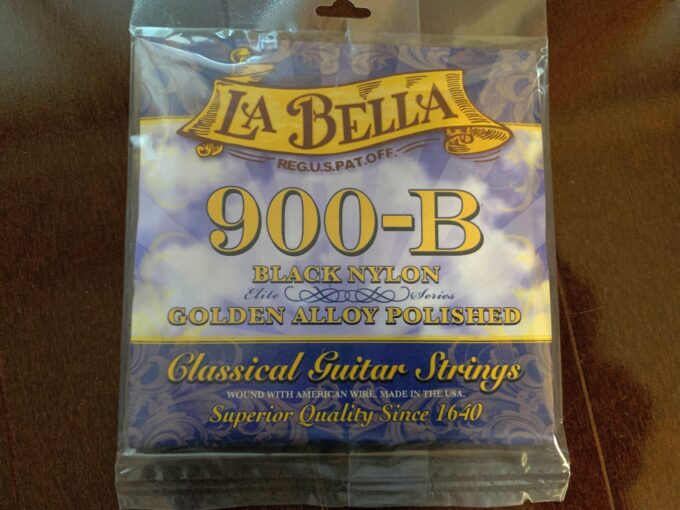 LA BELLA
REG.U.S.PAT.OFF.
900-B
BLACK NYLON
Elite Series
GOLDEN ALLOY POLISHED
Classical Guitar Strings
WOUND WITH AMERICAN WIRE. MADE IN THE USA.
Superior Quality Since 1640